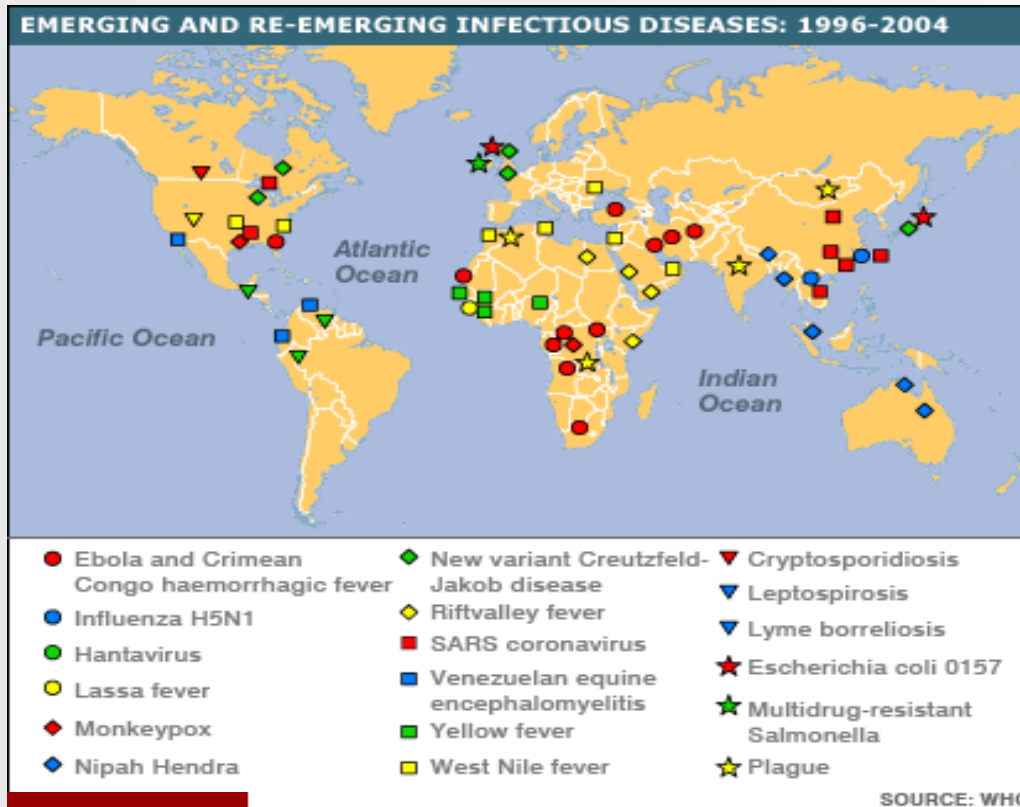 EMERGING AND RE-EMERGING INFECTIOUS DISEASES: 1996-2004
Atlantic
Ocean
Pacific Ocean
Indian
Ocean
Ebola and Crimean
Congo haemorrhagic fever
Influenza H5N1
Hantavirus
Lassa fever
Monkeypox
Nipah Hendra
New variant Creutzfeld-
Jakob disease
Riftvalley fever
SARS coronavirus
Venezuelan equine
encephalomyelitis
Yellow fever
West Nile fever
Cryptosporidiosis
Leptospirosis
Lyme borreliosis
Escherichia coli 0157
Multidrug-resistant
Salmonella
Plague
SOURCE: WHO